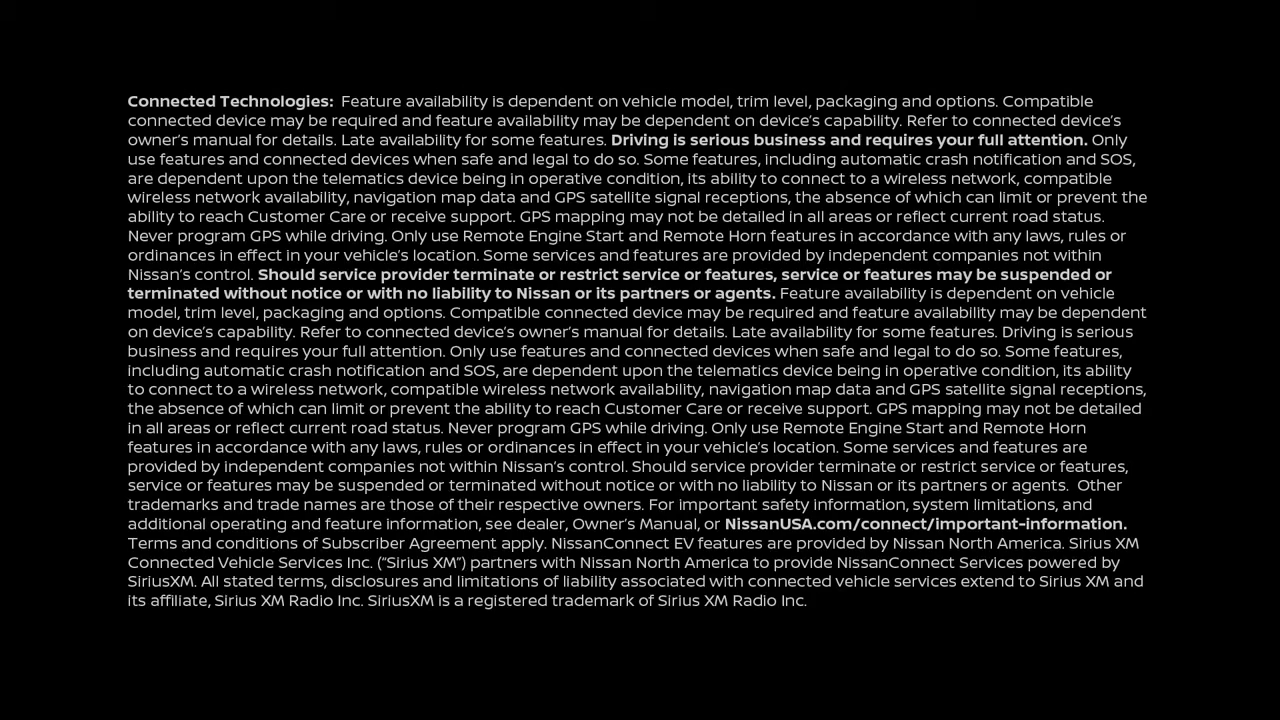 Connected Technologies:  Feature availability is dependent on vehicle model, trim level, packaging and options. Compatible
connected device may be required and feature availability may be dependent on device's capability. Refer to connected device's
owner's manual for details. Late availability for some features. Driving is serious business and requires your full attention. Only
use features and connected devices when safe and legal to do so. Some features, including automatic crash notification and SOS,
are dependent upon the telematics device being in operative condition, its ability to connect to a wireless network, compatible
wireless network availability, navigation map data and GPS satellite signal receptions, the absence of which can limit or prevent the
ability to reach Customer Care or receive support. GPS mapping may not be detailed in all areas or reflect current road status.
Never program GPS while driving. Only use Remote Engine Start and Remote Horn features in accordance with any laws, rules or
ordinances in effect in your vehicle's location. Some services and features are provided by independent companies not within
Nissan's control. Should service provider terminate or restrict service or features, service or features may be suspended or
terminated without notice or with no liability to Nissan or its partners or agents. Feature availability is dependent on vehicle
model, trim level, packaging and options. Compatible connected device may be required and feature availability may be dependent
on device's capability. Refer to connected device's owner's manual for details. Late availability for some features. Driving is serious
business and requires your full attention. Only use features and connected devices when safe and legal to do so. Some features,
including automatic crash notification and SOS, are dependent upon the telematics device being in operative condition, its ability
to connect to a wireless network, compatible wireless network availability, navigation map data and GPS satellite signal receptions,
the absence of which can limit or prevent the ability to reach Customer Care or receive support. GPS mapping may not be detailed
in all areas or reflect current road status. Never program GPS while driving. Only use Remote Engine Start and Remote Horn
features in accordance with any laws, rules or ordinances in effect in your vehicle's location. Some services and features are
provided by independent companies not within Nissan's control. Should service provider terminate or restrict service or features,
service or features may be suspended or terminated without notice or with no liability to Nissan or its partners or agents.  Other
trademarks and trade names are those of their respective owners. For important safety information, system limitations, and
additional operating and feature information, see dealer, Owner's Manual, or NissanUSA.com/connect/important-information.
Terms and conditions of Subscriber Agreement apply. NissanConnect EV features are provided by Nissan North America. Sirius XM
Connected Vehicle Services Inc. ("Sirius XM") partners with Nissan North America to provide NissanConnect Services powered by
SiriusXM. All stated terms, disclosures and limitations of liability associated with connected vehicle services extend to Sirius XM and
its affiliate, Sirius XM Radio Inc. SiriusXM is a registered trademark of Sirius XM Radio Inc.